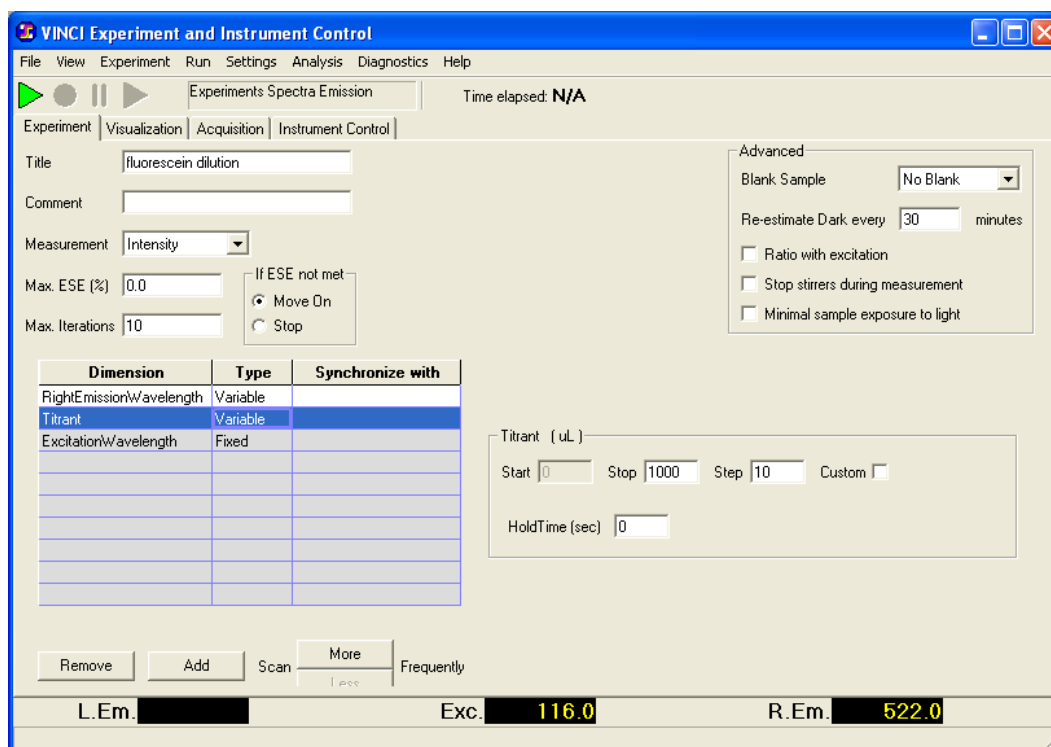 VINCI Experiment and Instrument Control
File View Experiment Run Settings Analysis Diagnostics Help
Experiments Spectra Emission
Time elapsed: N/A
Experiment Visualization Acquisition Instrument Control
Title fluorescein dilution
Comment
Measurement Intensity
Max. ESE (%) 0.0
Max. Iterations 10
If ESE not met
Move On
Stop
Advanced
Blank Sample No Blank
Re-estimate Dark every 30 minutes
Ratio with excitation
Stop stirrers during measurement
Minimal sample exposure to light
Dimension Type Synchronize with
RightEmissionWavelength Variable
Titrant Variable
ExcitationWavelength Fixed
Titrant ( uL )
Start 0 Stop 1000 Step 10 Custom
HoldTime (sec) 0
Remove Add Scan More Frequently
Less
L.Em. Exc. 116.0 R.Em. 522.0